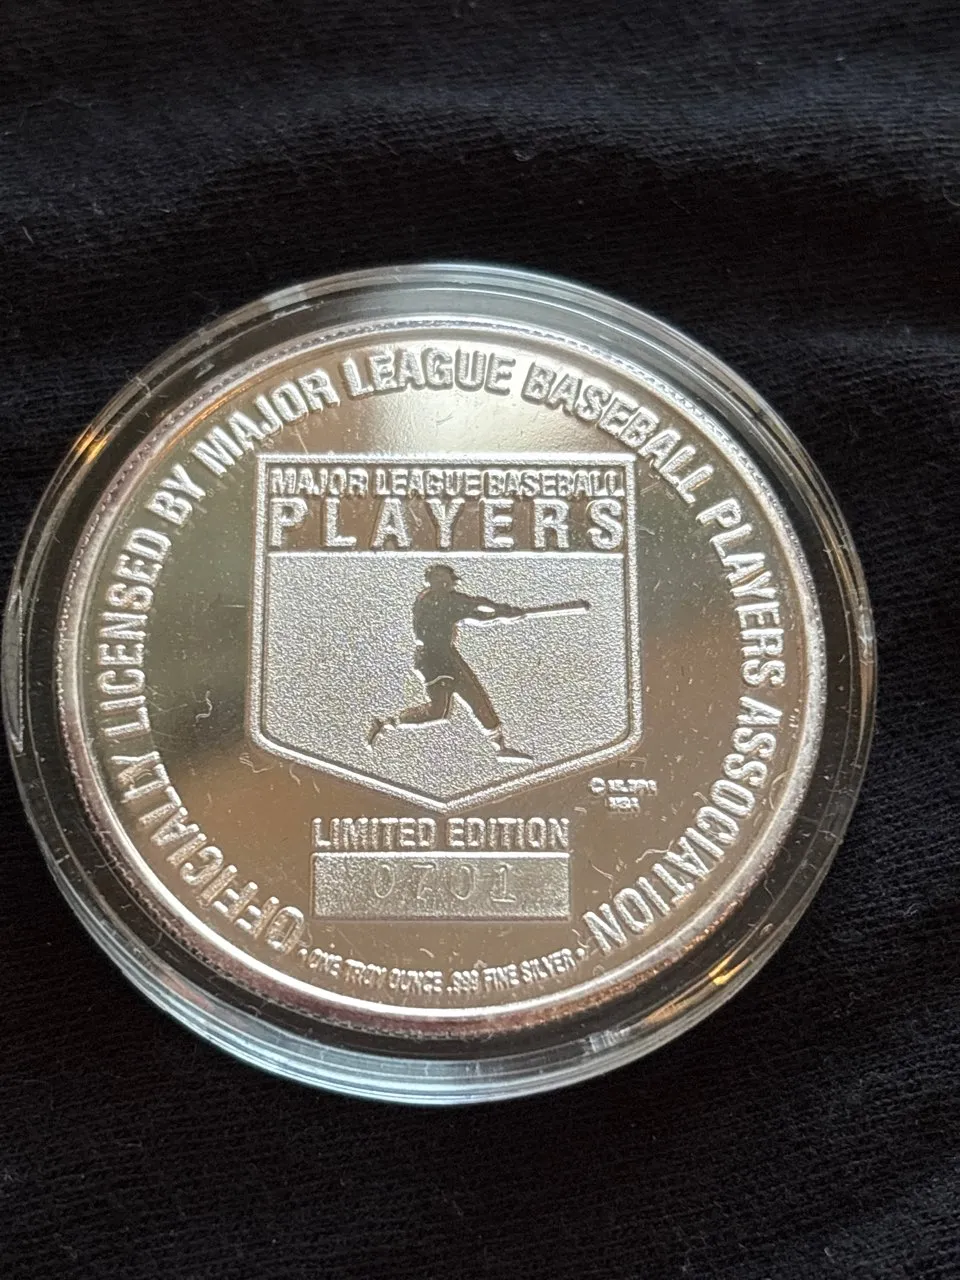 OFFICIALLY LICENSED BY MAJOR LEAGUE BASEBALL PLAYERS ASSOCIATION
MAJOR LEAGUE BASEBALL
PLAYERS
©
LIMITED EDITION
0701
• ONE TROY OUNCE .999 FINE SILVER •